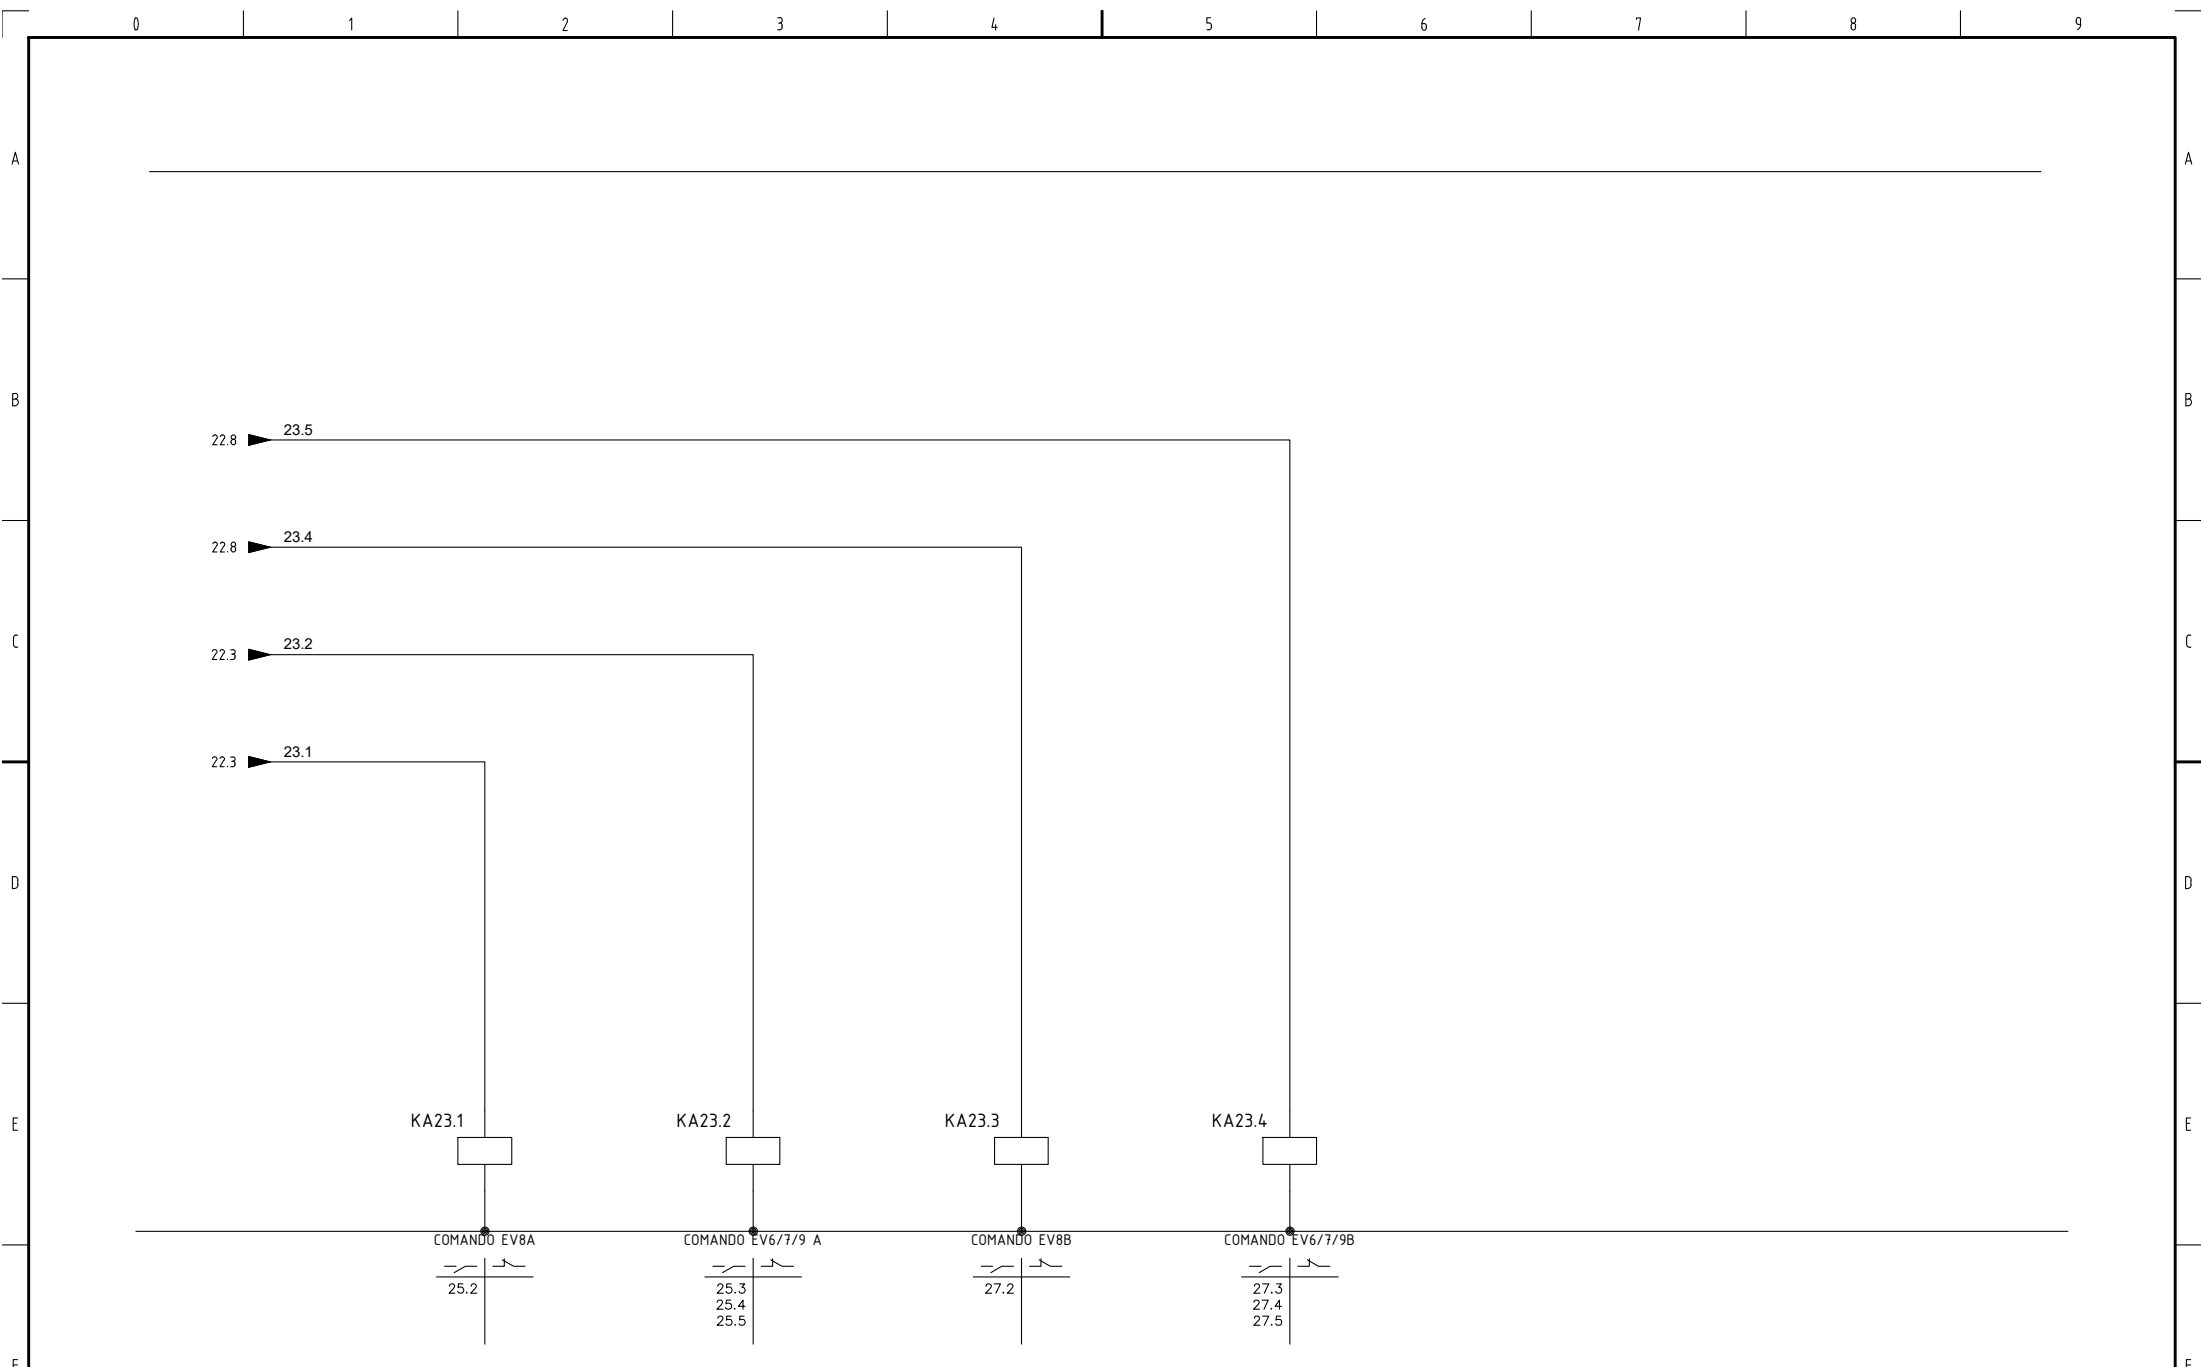 0 1 2 3 4 5 6 7 8 9
A A
B B
22.8 23.5
22.8 23.4
C C
22.3 23.2
22.3 23.1
D D
E E
KA23.1 KA23.2 KA23.3 KA23.4
COMANDO EV8A COMANDO EV6/7/9 A COMANDO EV8B COMANDO EV6/7/9B
25.2 25.3 27.2 27.3
25.4 27.4
25.5 27.5